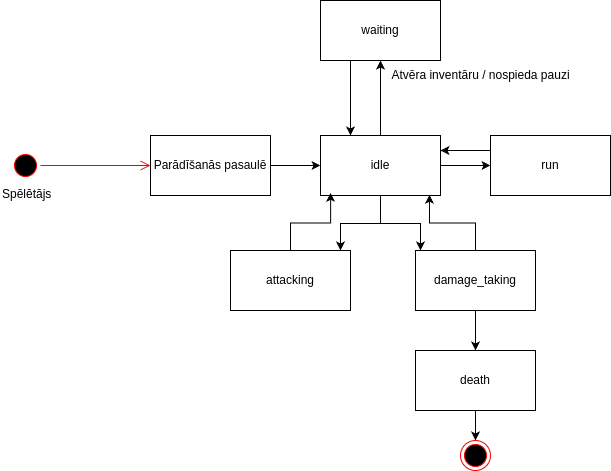 waiting
Atvēra inventāru / nospieda pauzi
Parādīšanās pasaulē
idle
run
Spēlētājs
attacking
damage_taking
death